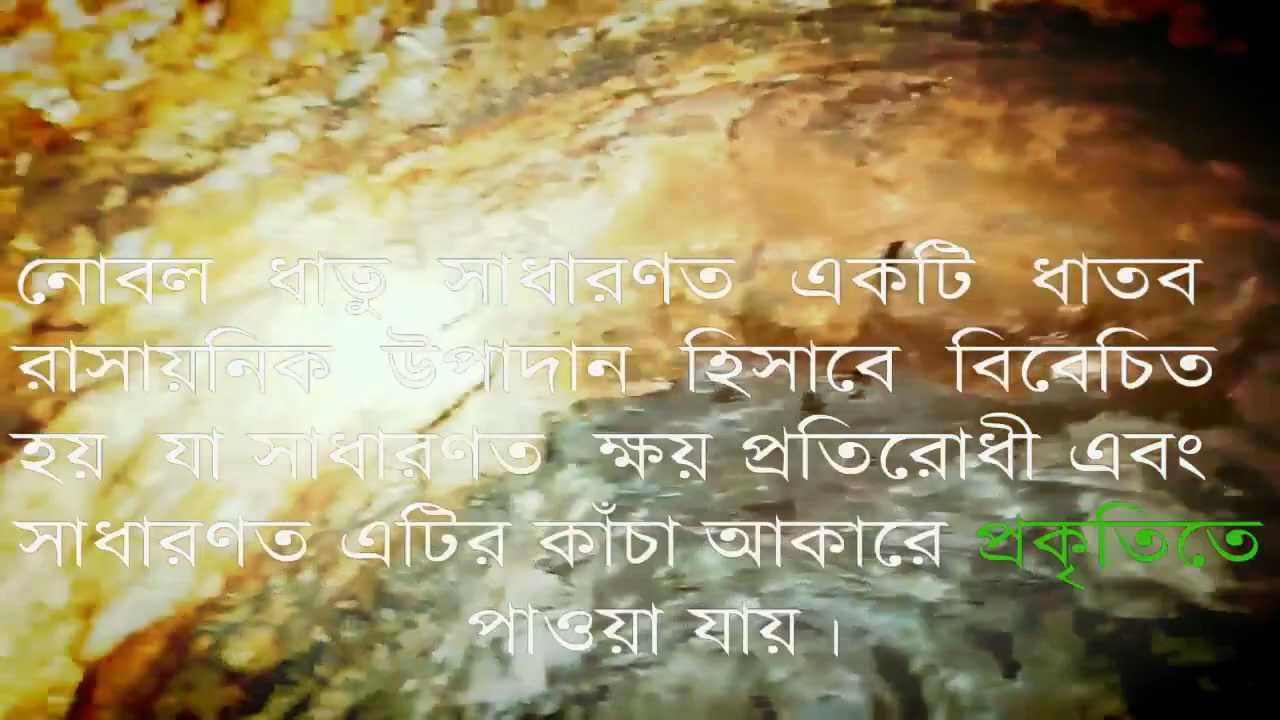 নোবল ধাতু সাধারণত একটি ধাতব
রাসায়নিক উপাদান হিসাবে বিবেচিত
হয় যা সাধারণত ক্ষয় প্রতিরোধী এবং
সাধারণত এটির কাঁচা আকারে প্রকৃতিতে
পাওয়া যায় ।